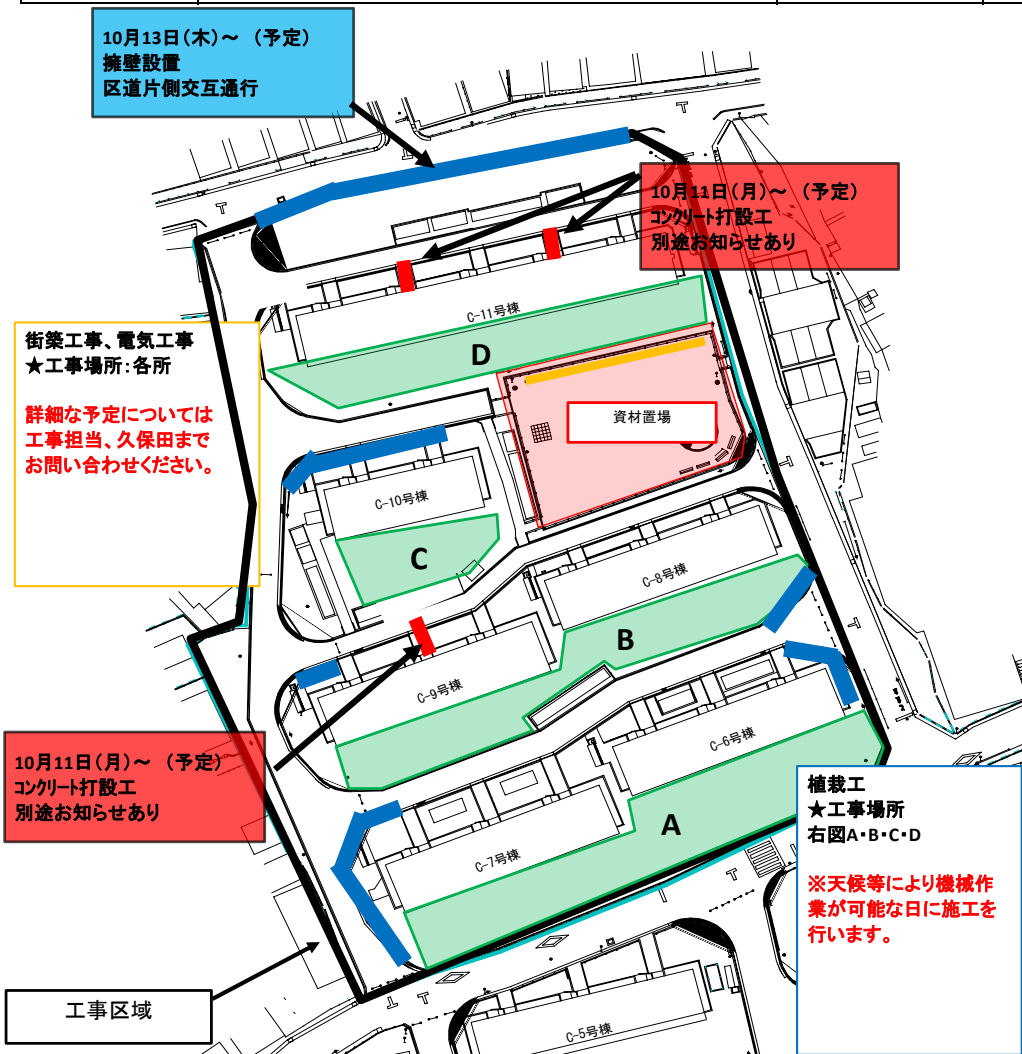 10月13日(木)～ (予定)
擁壁設置
区道片側交互通行
10月11日(月)～ (予定)
コンクリート打設工
別途お知らせあり
C-11号棟
D
街築工事、電気工事
★工事場所:各所
詳細な予定については
工事担当、久保田まで
お問い合わせください。
資材置場
C-10号棟
C
C-8号棟
B
C-9号棟
C-6号棟
10月11日(月)～ (予定)
コンクリート打設工
別途お知らせあり
A
C-7号棟
植栽工
★工事場所
右図A・B・C・D
※天候等により機械作
業が可能な日に施工を
行います。
工事区域
C-5号棟